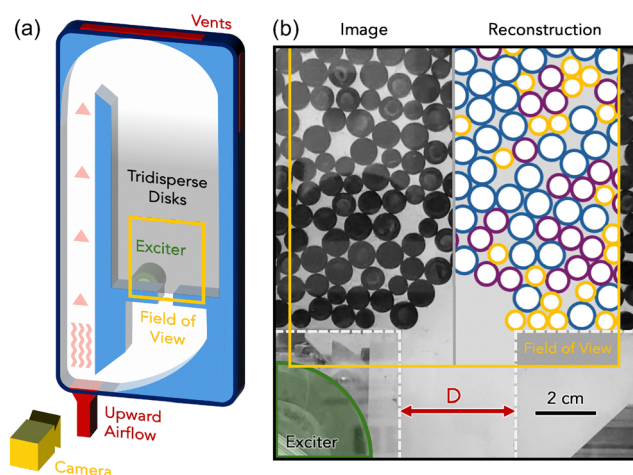 (a)
Vents
Tridisperse
Disks
Exciter
Field of
View
Upward
Airflow
Camera
(b)
Image
Reconstruction
Field of View
D
2 cm
Exciter